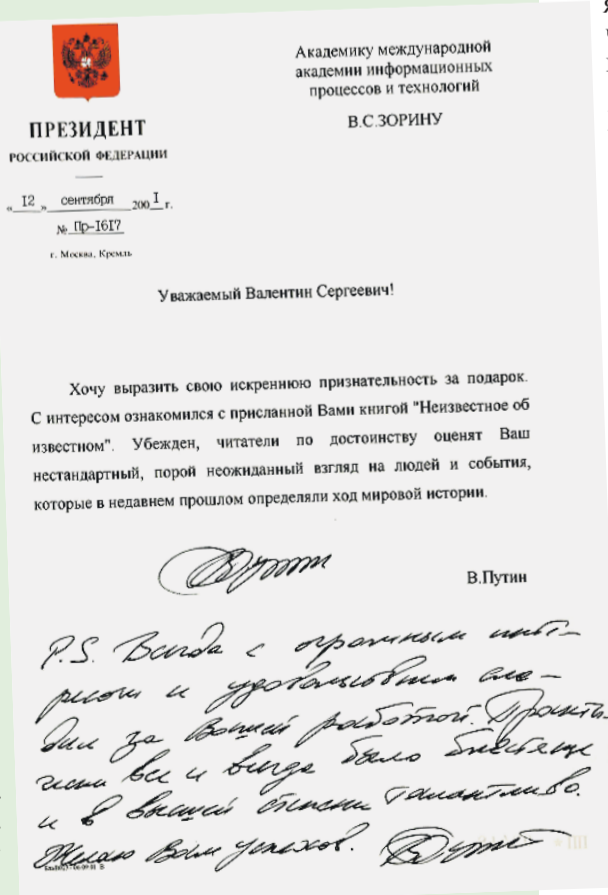 Академику международной
академии информационных
процессов и технологий
В.С.ЗОРИНУ
ПРЕЗИДЕНТ
РОССИЙСКОЙ ФЕДЕРАЦИИ
„ 12 „ сентября 2001 г.
№ Пр-1617
г. Москва, Кремль
Уважаемый Валентин Сергеевич!
Хочу выразить свою искреннюю признательность за подарок.
С интересом ознакомился с присланной Вами книгой "Неизвестное об
известном". Убежден, читатели по достоинству оценят Ваш
нестандартный, порой неожиданный взгляд на людей и события,
которые в недавнем прошлом определяли ход мировой истории.
В.Путин
P.S. Всегда с огромным инте-
ресом и удовольствием сле-
дил за Вашей работой. Практи-
чески все и всегда было блестяще
и в высшей степени талантливо.
Желаю Вам успехов.